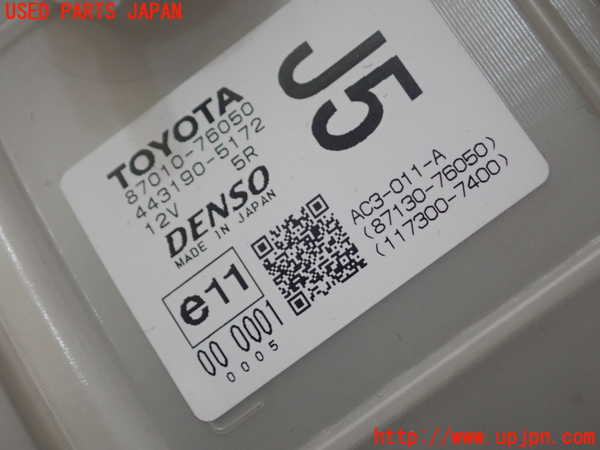 USED PARTS JAPAN
J5
TOYOTA
87010-76050
443190-5172
12V 5R
DENSO
MADE IN JAPAN
AC3-011-A
(87130-76050)
(117300-7400)
e11
00 0001
0005
http://www.upjpn.com/